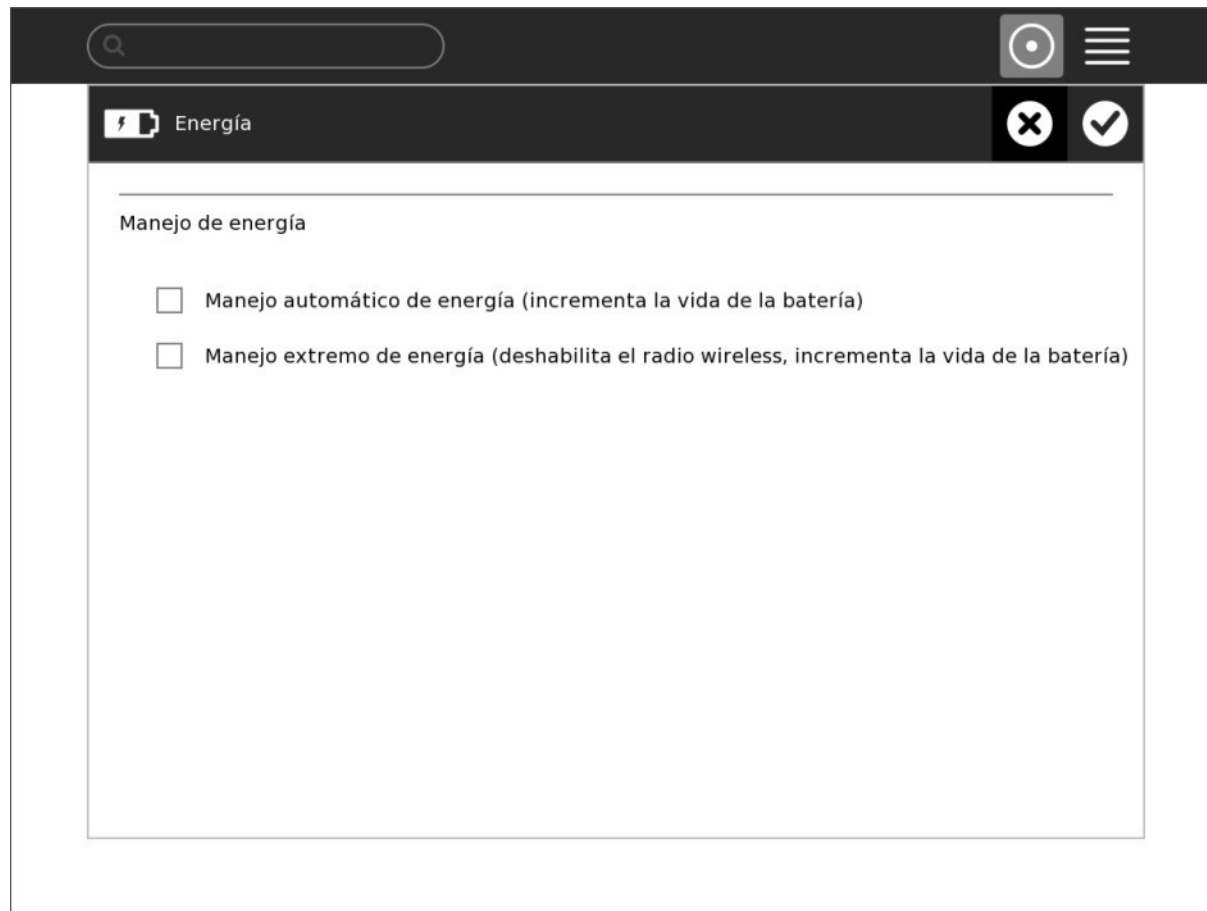 Energía
Manejo de energía
Manejo automático de energía (incrementa la vida de la batería)
Manejo extremo de energía (deshabilita el radio wireless, incrementa la vida de la batería)